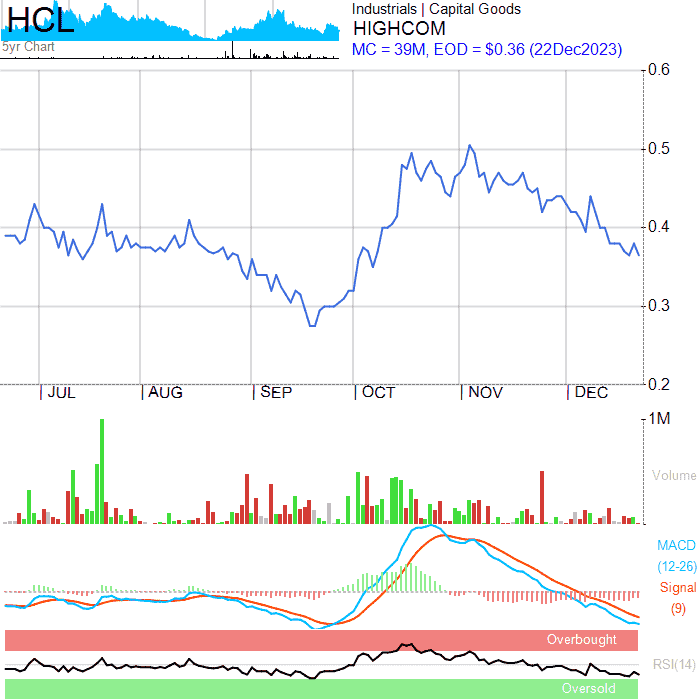 HCL
5yr Chart
Industrials | Capital Goods
HIGHCOM
MC = 39M, EOD = $0.36 (22Dec2023)
0.6
0.5
0.4
0.3
0.2
JUL AUG SEP OCT NOV DEC
1M
Volume
MACD
(12-26)
Signal
(9)
Overbought
RSI(14)
Oversold